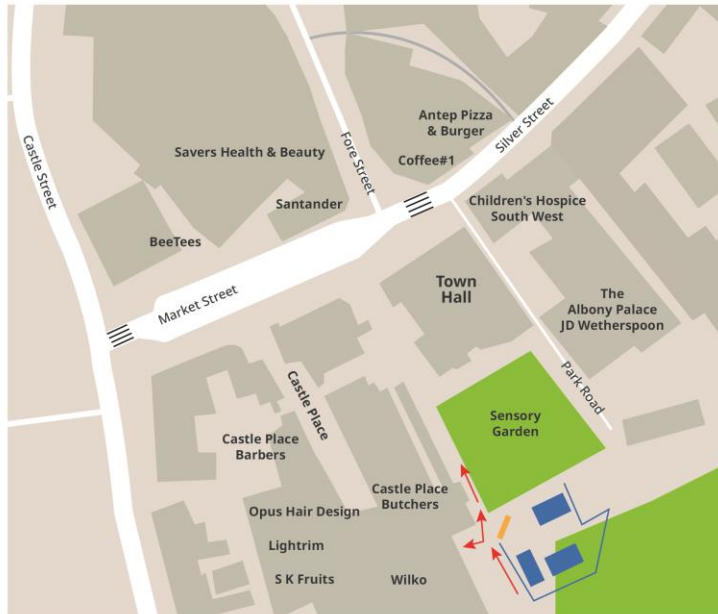 Castle Street
Savers Health & Beauty
Fore Street
Antep Pizza
& Burger
Silver Street
Coffee#1
Santander
Children's Hospice
South West
BeeTees
Market Street
Town
Hall
The
Albony Palace
JD Wetherspoon
Castle Place
Park Road
Sensory
Garden
Castle Place
Barbers
Castle Place
Butchers
Opus Hair Design
Lightrim
S K Fruits
Wilko